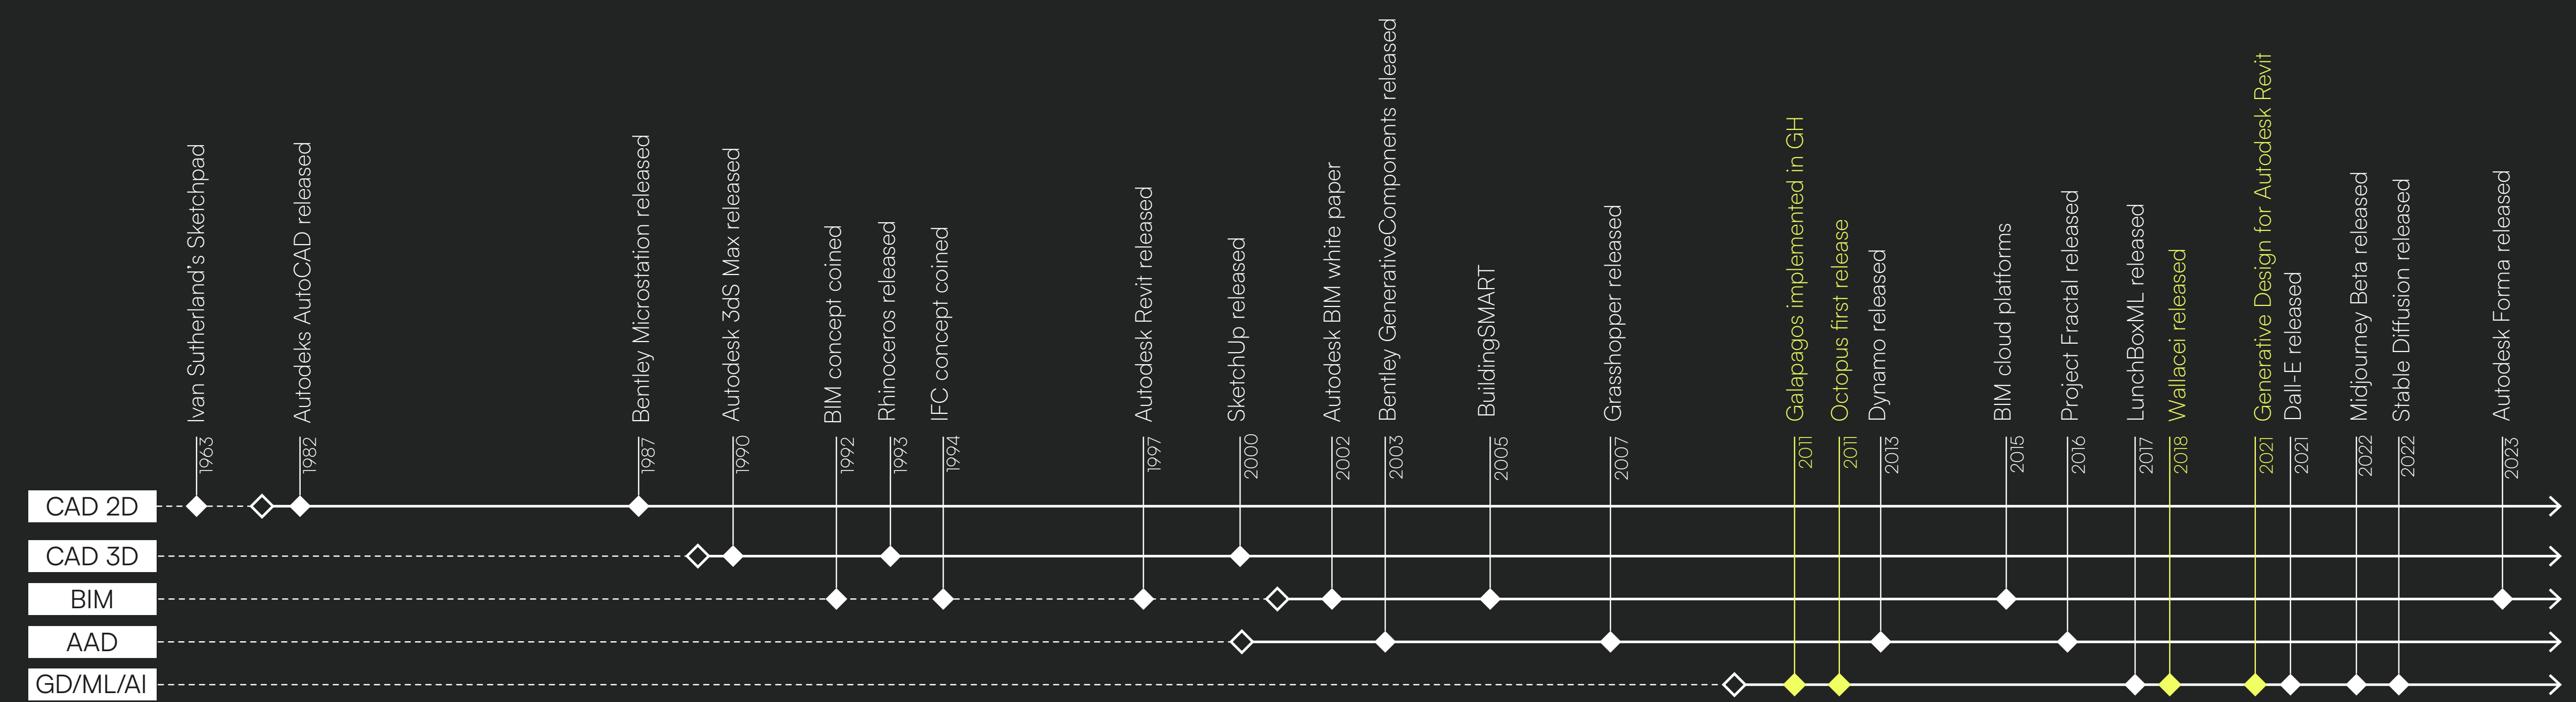 Ivan Sutherland's Sketchpad
1963
Autodeks AutoCAD released
1982
Bentley Microstation released
1987
Autodesk 3dS Max released
1990
BIM concept coined
1992
Rhinoceros released
1993
IFC concept coined
1994
Autodesk Revit released
1997
SketchUp released
2000
Autodesk BIM white paper
2002
Bentley GenerativeComponents released
2003
BuildingSMART
2005
Grasshopper released
2007
Galapagos implemented in GH
2011
Octopus first release
2011
Dynamo released
2013
BIM cloud platforms
2015
Project Fractal released
2016
LunchBoxML released
2017
Wallacei released
2018
Generative Design for Autodesk Revit
2021
Dall-E released
2021
Midjourney Beta released
2022
Stable Diffusion released
2022
Autodesk Forma released
2023
CAD 2D
CAD 3D
BIM
AAD
GD/ML/AI